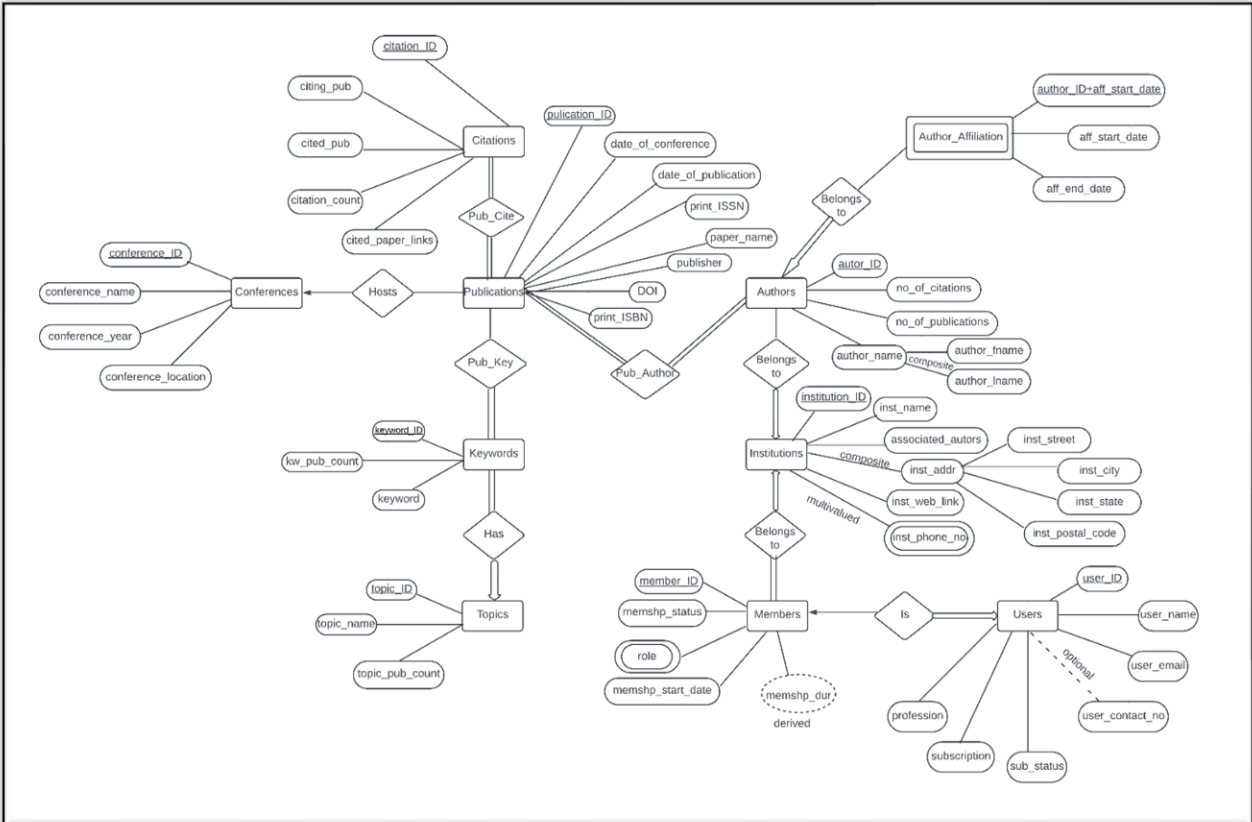 citation_ID
citing_pub
cited_pub
citation_count
cited_paper_links
Citations
Pub_Cite
pulication_ID
date_of_conference
date_of_publication
print_ISSN
paper_name
publisher
DOI
print_ISBN
Publications
author_ID+aff_start_date
Author_Affiliation
aff_start_date
aff_end_date
Belongs
to
conference_ID
conference_name
conference_year
conference_location
Conferences
Hosts
Authors
autor_ID
no_of_citations
no_of_publications
author_name
composite
author_fname
author_lname
Pub_Key
Pub_Author
Belongs
to
keyword_ID
kw_pub_count
keyword
Keywords
Institutions
institution_ID
inst_name
associated_autors
composite
inst_addr
inst_street
inst_city
inst_state
inst_postal_code
inst_web_link
multivalued
inst_phone_no
Has
Belongs
to
topic_ID
topic_name
topic_pub_count
Topics
member_ID
memshp_status
role
memshp_start_date
memshp_dur
derived
Members
Is
Users
user_ID
user_name
user_email
optional
user_contact_no
profession
subscription
sub_status